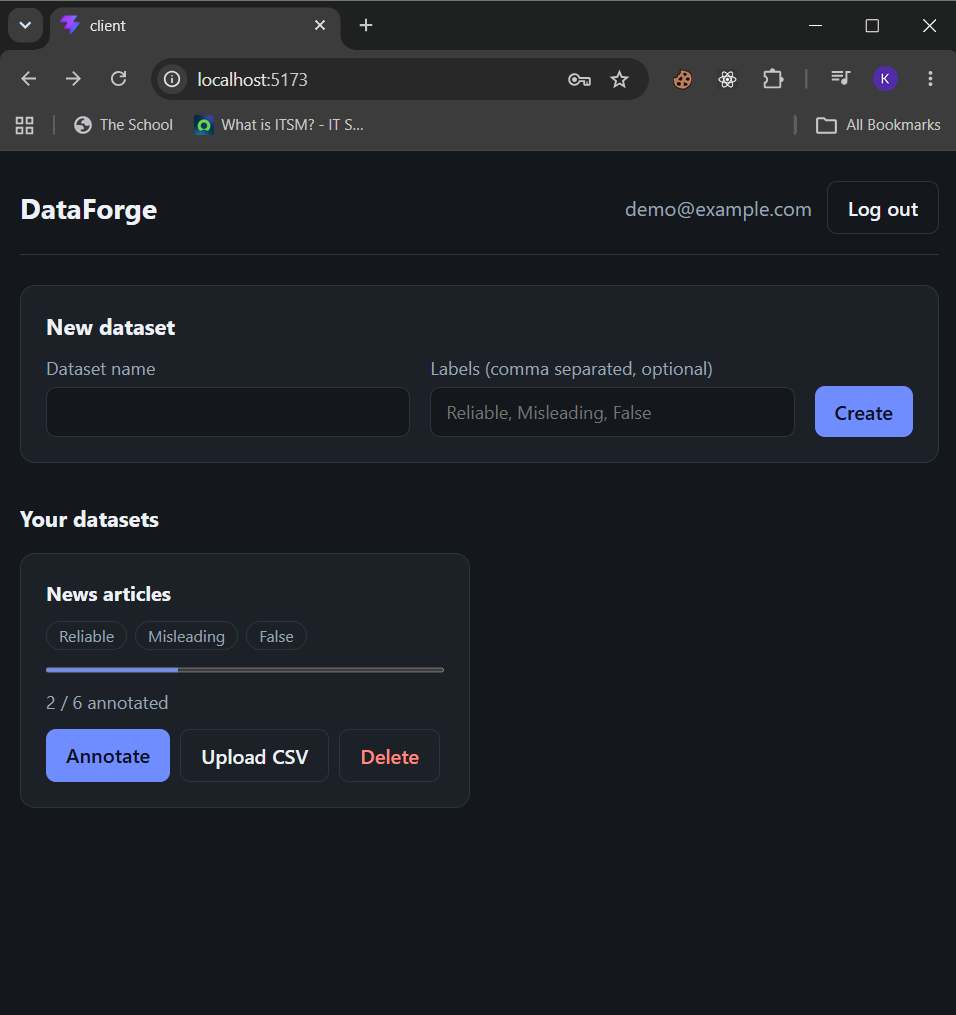 client
localhost:5173
K
The School
What is ITSM? - IT S...
All Bookmarks
DataForge
demo@example.com
Log out
New dataset
Dataset name
Labels (comma separated, optional)
Reliable, Misleading, False
Create
Your datasets
News articles
Reliable
Misleading
False
2 / 6 annotated
Annotate
Upload CSV
Delete